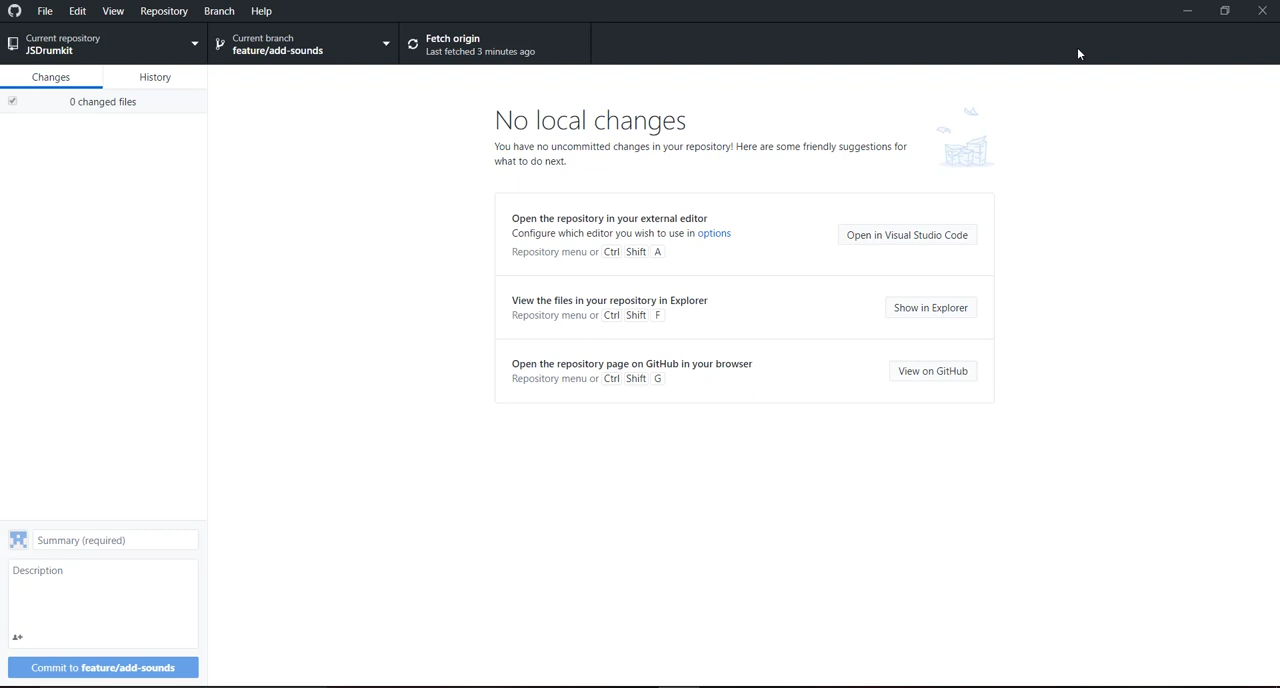 File Edit View Repository Branch Help
Current repository
JSDrumkit
Current branch
feature/add-sounds
Fetch origin
Last fetched 3 minutes ago
Changes History
0 changed files
No local changes
You have no uncommitted changes in your repository! Here are some friendly suggestions for
what to do next.
Open the repository in your external editor
Configure which editor you wish to use in options
Repository menu or Ctrl Shift A
Open in Visual Studio Code
View the files in your repository in Explorer
Repository menu or Ctrl Shift F
Show in Explorer
Open the repository page on GitHub in your browser
Repository menu or Ctrl Shift G
View on GitHub
Summary (required)
Description
Commit to feature/add-sounds